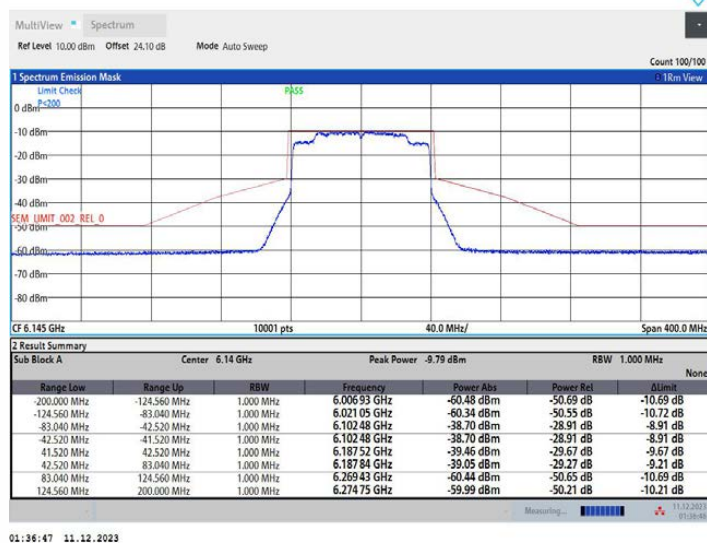 MultiView Spectrum
Ref Level 10.00 dBm Offset 24.10 dB Mode Auto Sweep
Count 100/100
1 Spectrum Emission Mask 1Rm View
Limit Check PASS
P<200
0 dBm
-10 dBm
-20 dBm
-30 dBm
-40 dBm
SEM_LIMIT_002_REL_0
-50 dBm
-60 dBm
-70 dBm
-80 dBm
CF 6.145 GHz 10001 pts 40.0 MHz/ Span 400.0 MHz
2 Result Summary
Sub Block A Center 6.14 GHz Peak Power -9.79 dBm RBW 1.000 MHz
None
Range Low Range Up RBW Frequency Power Abs Power Rel ΔLimit
-200.000 MHz -124.560 MHz 1.000 MHz 6.006 93 GHz -60.48 dBm -50.69 dB -10.69 dB
-124.560 MHz -83.040 MHz 1.000 MHz 6.021 05 GHz -60.34 dBm -50.55 dB -10.72 dB
-83.040 MHz -42.520 MHz 1.000 MHz 6.102 48 GHz -38.70 dBm -28.91 dB -8.91 dB
-42.520 MHz -41.520 MHz 1.000 MHz 6.102 48 GHz -38.70 dBm -28.91 dB -8.91 dB
41.520 MHz 42.520 MHz 1.000 MHz 6.187 52 GHz -39.46 dBm -29.67 dB -9.67 dB
42.520 MHz 83.040 MHz 1.000 MHz 6.187 84 GHz -39.05 dBm -29.27 dB -9.21 dB
83.040 MHz 124.560 MHz 1.000 MHz 6.269 43 GHz -60.44 dBm -50.65 dB -10.69 dB
124.560 MHz 200.000 MHz 1.000 MHz 6.274 75 GHz -59.99 dBm -50.21 dB -10.21 dB
Measuring... 11.12.2023
01:36:46
01:36:47 11.12.2023